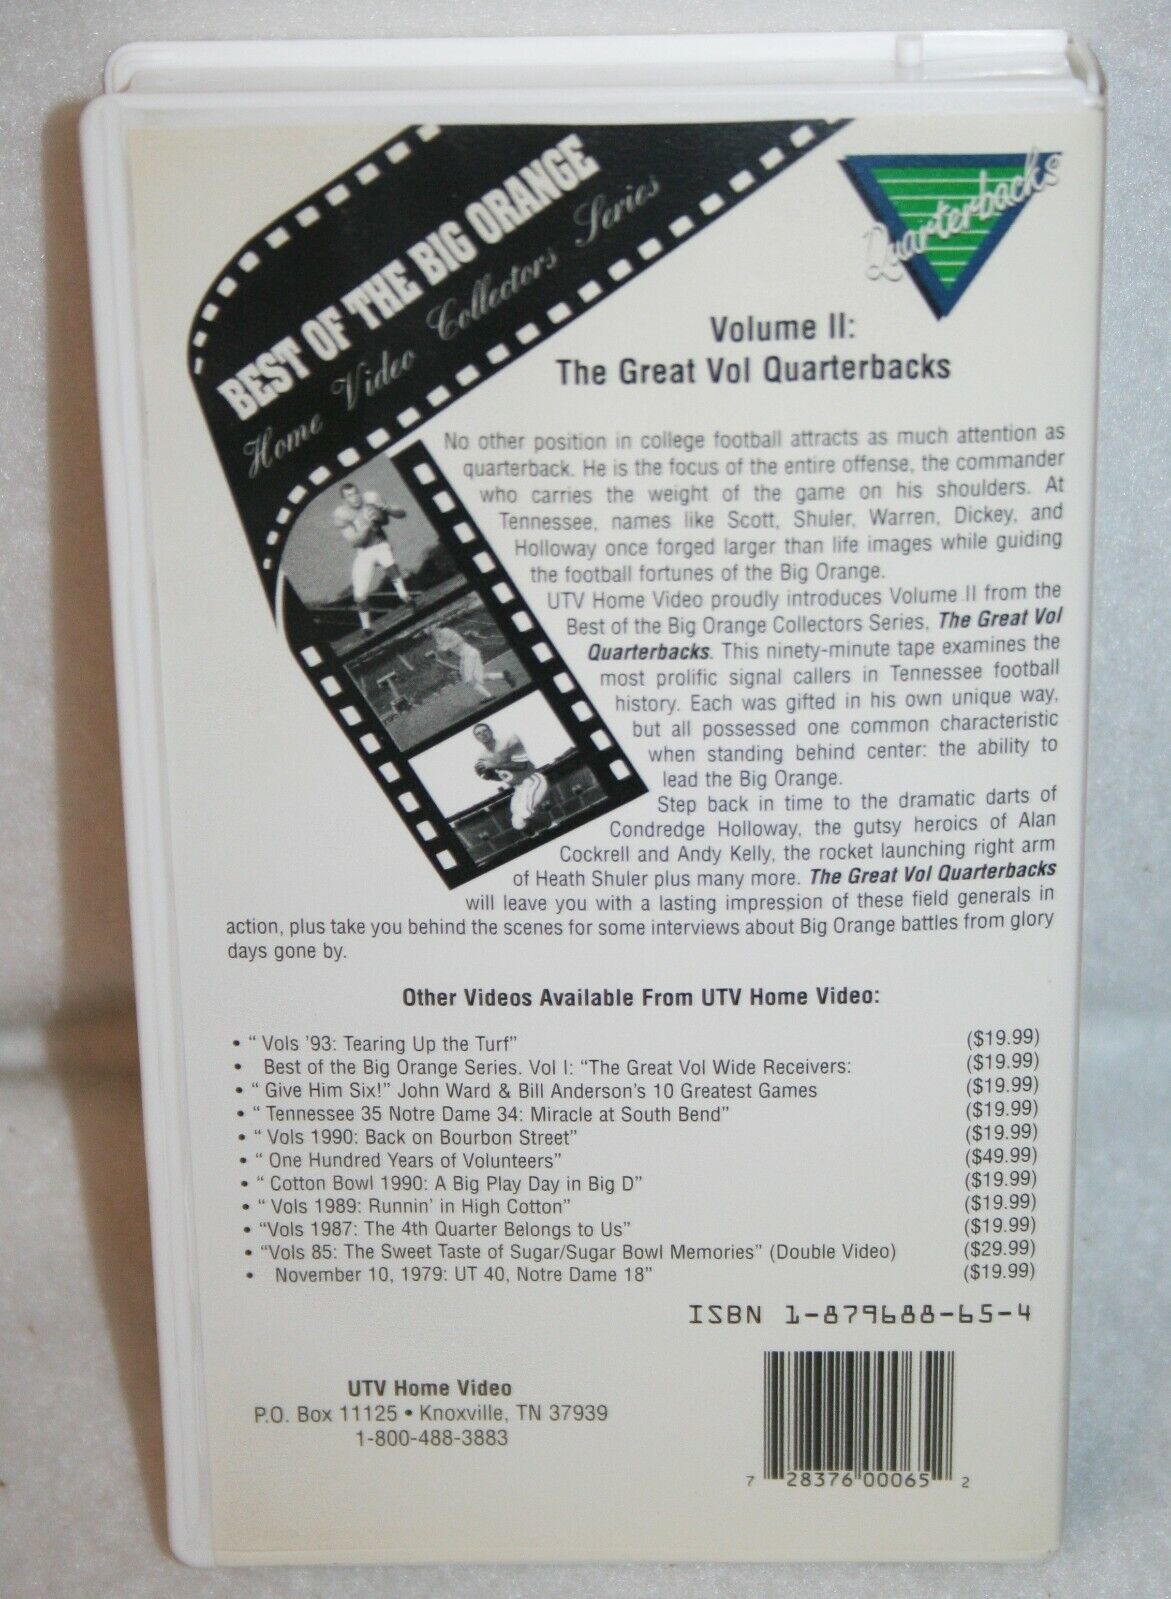 BEST OF THE BIG ORANGE
Home Video Collectors Series
Quarterbacks
Volume II:
The Great Vol Quarterbacks
No other position in college football attracts as much attention as
quarterback. He is the focus of the entire offense, the commander
who carries the weight of the game on his shoulders. At
Tennessee, names like Scott, Shuler, Warren, Dickey, and
Holloway once forged larger than life images while guiding
the football fortunes of the Big Orange.
UTV Home Video proudly introduces Volume II from the
Best of the Big Orange Collectors Series, The Great Vol
Quarterbacks. This ninety-minute tape examines the
most prolific signal callers in Tennessee football
history. Each was gifted in his own unique way,
but all possessed one common characteristic
when standing behind center: the ability to
lead the Big Orange.
Step back in time to the dramatic darts of
Condredge Holloway, the gutsy heroics of Alan
Cockrell and Andy Kelly, the rocket launching right arm
of Heath Shuler plus many more. The Great Vol Quarterbacks
will leave you with a lasting impression of these field generals in
action, plus take you behind the scenes for some interviews about Big Orange battles from glory
days gone by.
Other Videos Available From UTV Home Video:
• “ Vols '93: Tearing Up the Turf” ($19.99)
• Best of the Big Orange Series. Vol I: “The Great Vol Wide Receivers: ($19.99)
• “ Give Him Six!” John Ward & Bill Anderson's 10 Greatest Games ($19.99)
• “ Tennessee 35 Notre Dame 34: Miracle at South Bend” ($19.99)
• “ Vols 1990: Back on Bourbon Street” ($19.99)
• “ One Hundred Years of Volunteers” ($49.99)
• “ Cotton Bowl 1990: A Big Play Day in Big D” ($19.99)
• “ Vols 1989: Runnin' in High Cotton” ($19.99)
• “Vols 1987: The 4th Quarter Belongs to Us” ($19.99)
• “Vols 85: The Sweet Taste of Sugar/Sugar Bowl Memories” (Double Video) ($29.99)
• November 10, 1979: UT 40, Notre Dame 18” ($19.99)
ISBN 1-879688-65-4
UTV Home Video
P.O. Box 11125 • Knoxville, TN 37939
1-800-488-3883
7 28376 00065 2